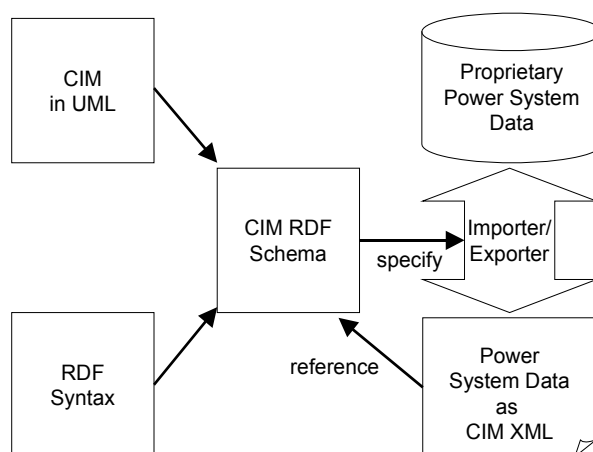 CIM
in UML
Proprietary
Power System
Data
CIM RDF
Schema
specify
Importer/
Exporter
reference
RDF
Syntax
Power
System Data
as
CIM XML